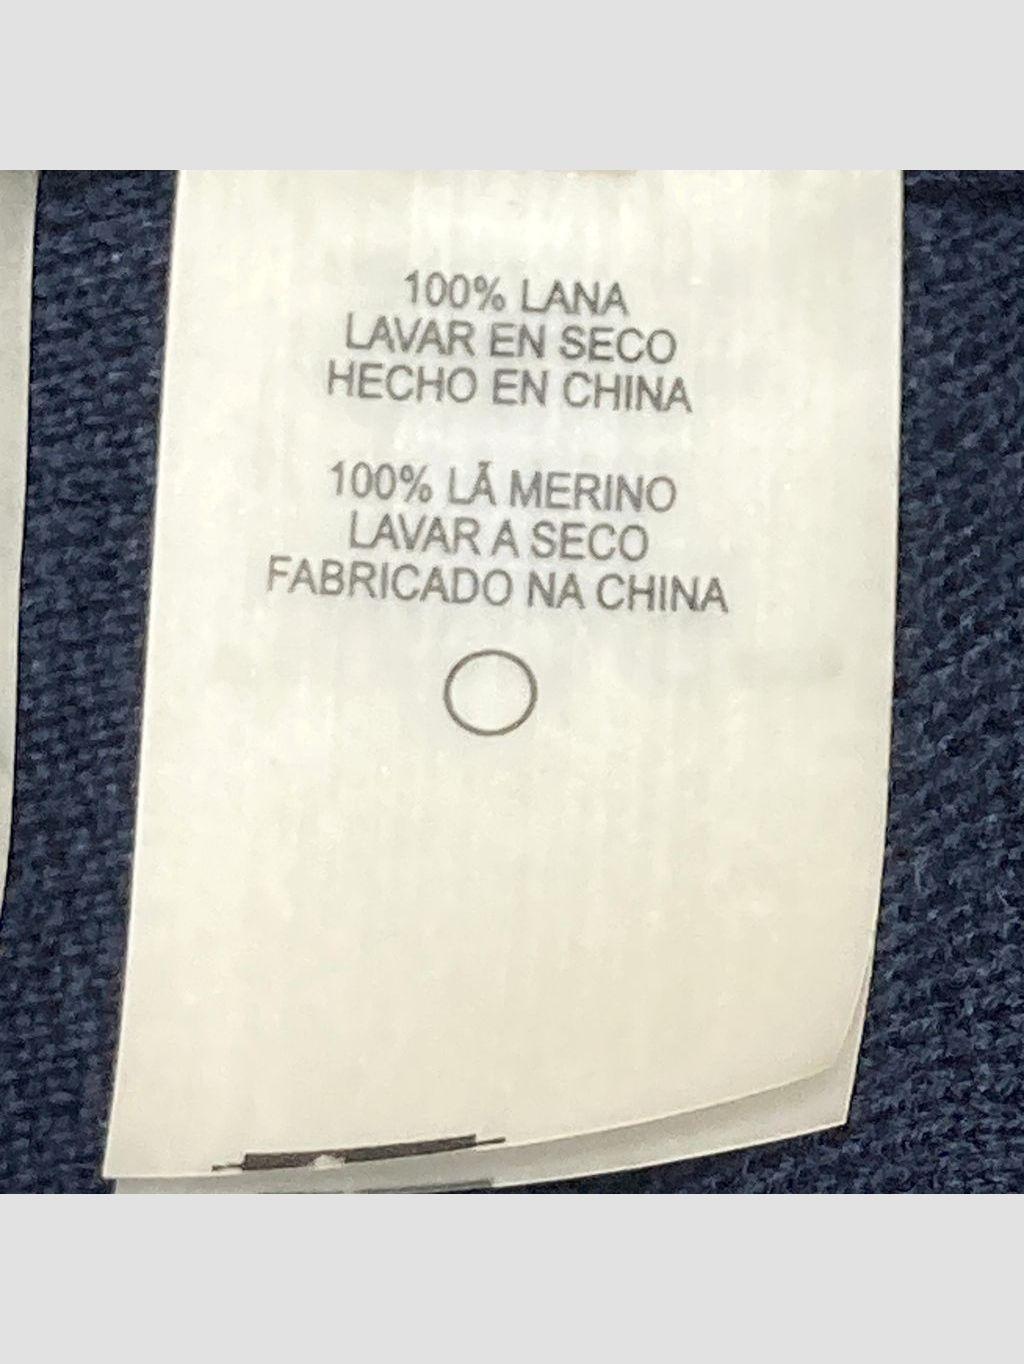 100% LANA
LAVAR EN SECO
HECHO EN CHINA
100% LÃ MERINO
LAVAR A SECO
FABRICADO NA CHINA